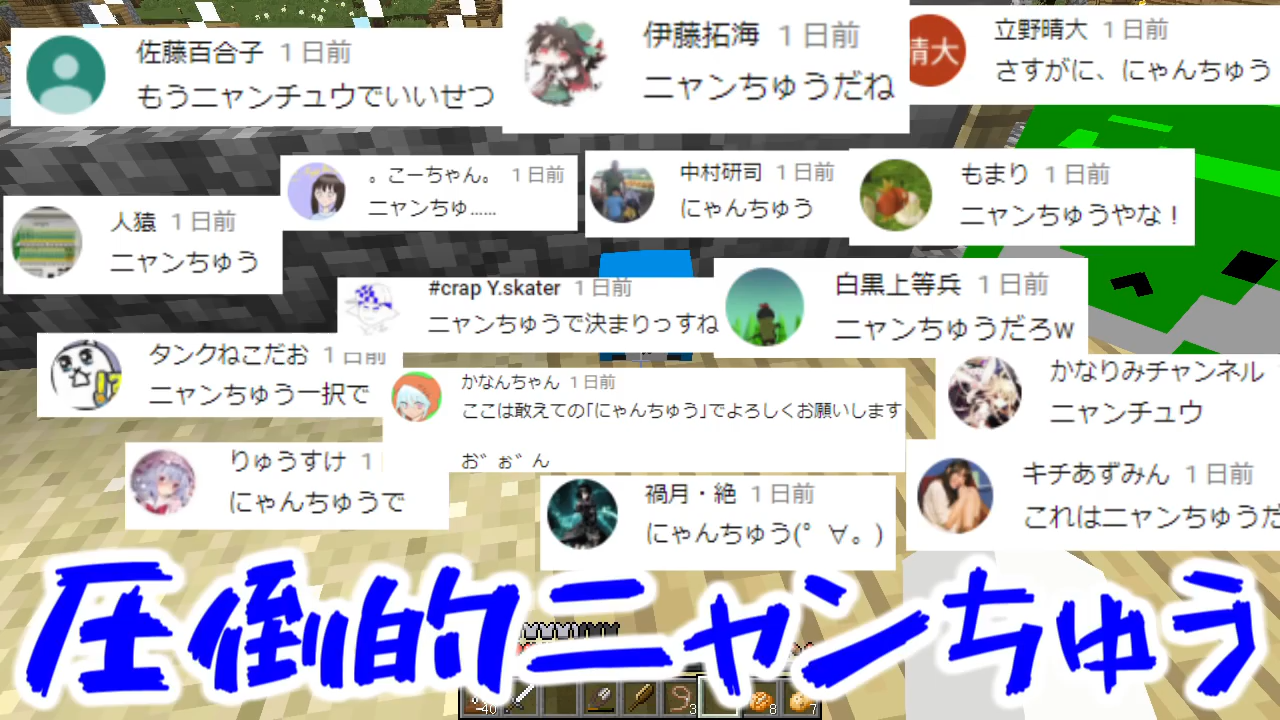 佐藤百合子 1 日前
もうニャンチュウでいいせつ
伊藤拓海 1 日前
ニャンちゅうだね
晴大
立野晴大 1 日前
さすがに、にゃんちゅう
人猿 1 日前
ニャンちゅう
。こーちゃん。 1 日前
ニャンちゅ......
中村研司 1 日前
にゃんちゅう
もまり 1 日前
ニャンちゅうやな！
#crap Y.skater 1 日前
ニャンちゅうで決まりっすね
白黒上等兵 1 日前
ニャンちゅうだろw
タンクねこだお 1 日前
ニャンちゅう一択で
かなんちゃん 1 日前
ここは敢えての｢にゃんちゅう｣でよろしくお願いします
お゛ぉ゛ん
かなりみチャンネル
ニャンチュウ
りゅうすけ 1
にゃんちゅうで
禍月・絶 1 日前
にゃんちゅう(゜∀。)
キチあずみん 1 日前
これはニャンちゅうだ
圧倒的ニャンちゅう
40 3 8 7